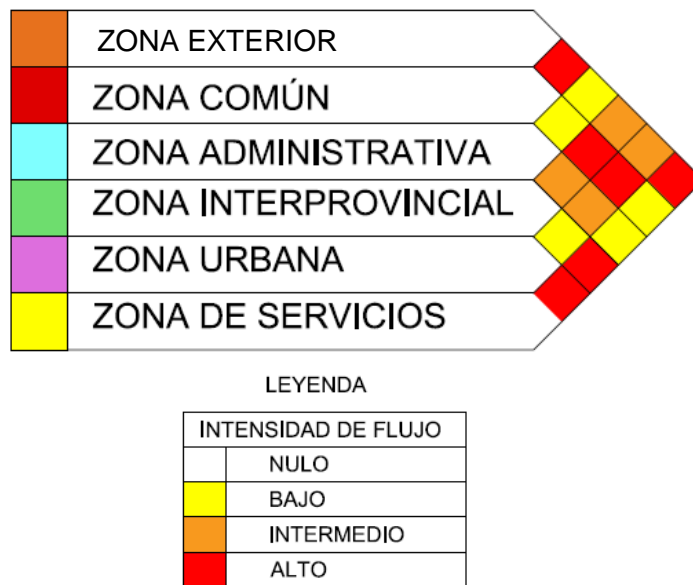 ZONA EXTERIOR
ZONA COMÚN
ZONA ADMINISTRATIVA
ZONA INTERPROVINCIAL
ZONA URBANA
ZONA DE SERVICIOS
LEYENDA
INTENSIDAD DE FLUJO
NULO
BAJO
INTERMEDIO
ALTO